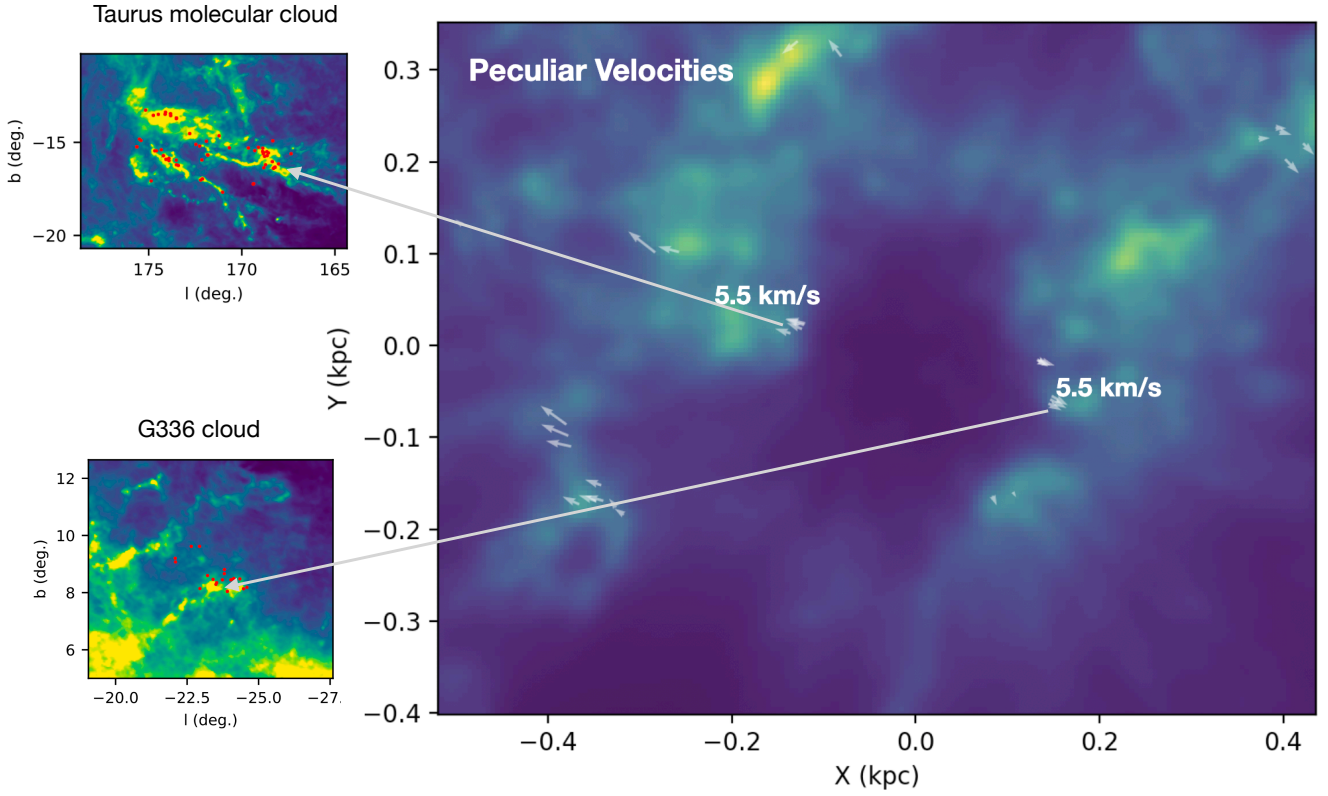 Taurus molecular cloud
b (deg.)
−15
−20
175
170
165
l (deg.)
G336 cloud
b (deg.)
12
10
8
6
−20.0
−22.5
−25.0
−27.
l (deg.)
Peculiar Velocities
5.5 km/s
5.5 km/s
Y (kpc)
0.3
0.2
0.1
0.0
−0.1
−0.2
−0.3
−0.4
−0.4
−0.2
0.0
0.2
0.4
X (kpc)